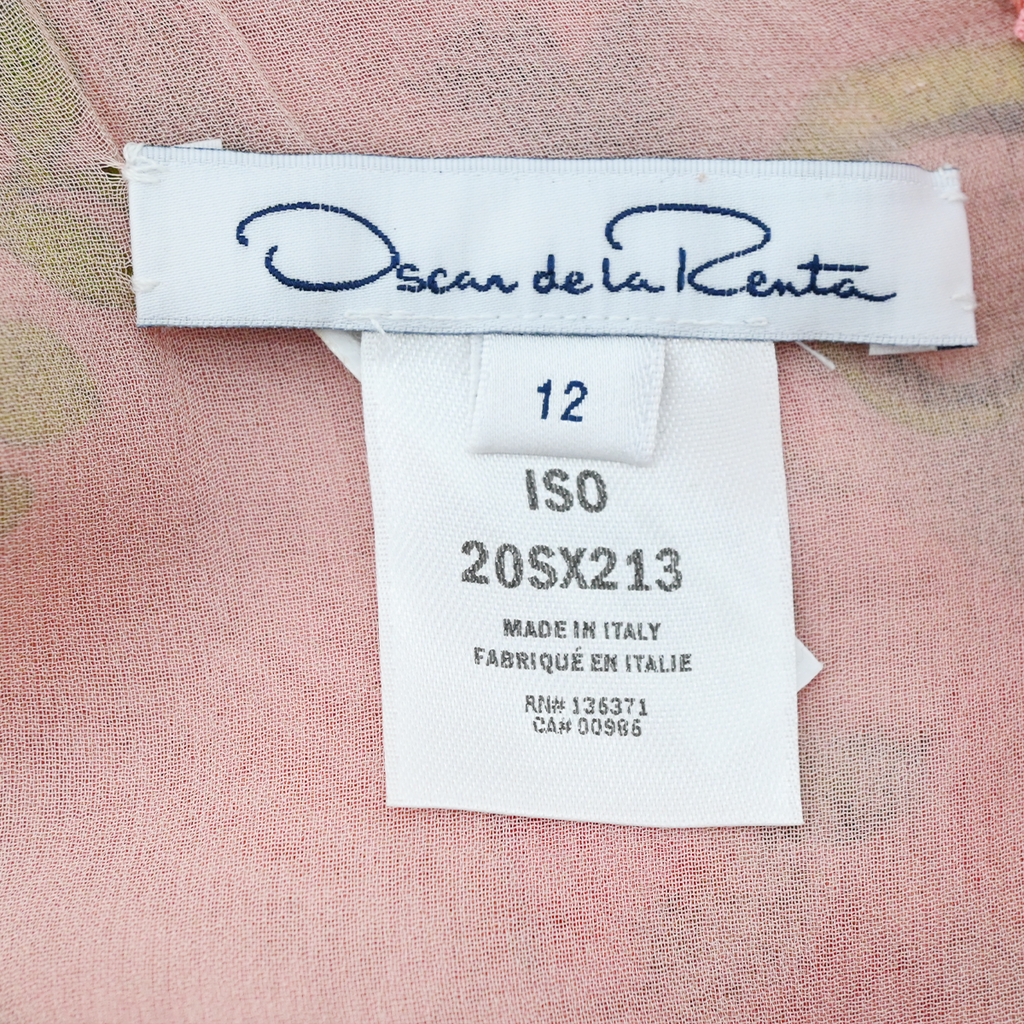 Oscar de la Renta
12
ISO
20SX213
MADE IN ITALY
FABRIQUÉ EN ITALIE
RN# 136371
CA# 00986